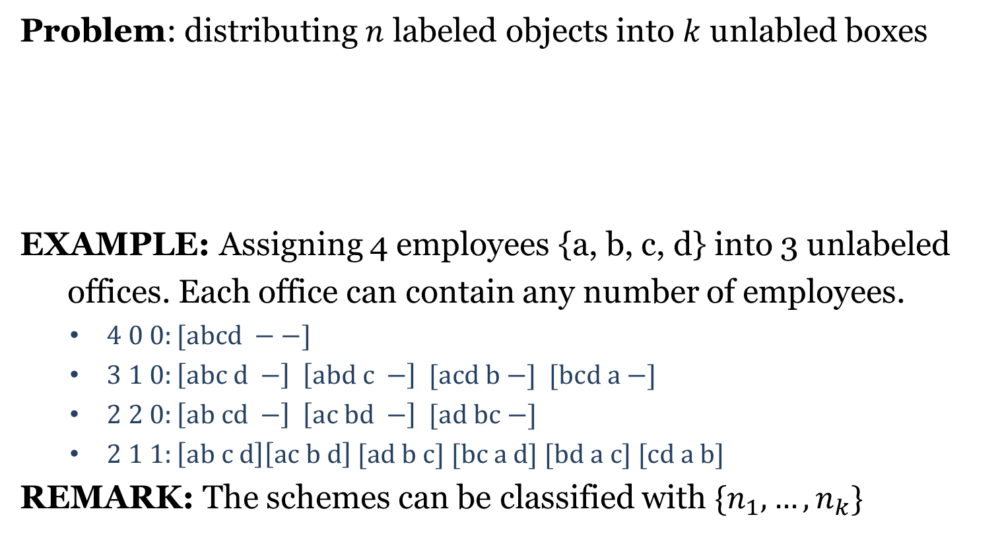 Problem: distributing n labeled objects into k unlabled boxes
EXAMPLE: Assigning 4 employees {a, b, c, d} into 3 unlabeled
offices. Each office can contain any number of employees.
• 4 0 0: [abcd − −]
• 3 1 0: [abc d −] [abd c −] [acd b −] [bcd a −]
• 2 2 0: [ab cd −] [ac bd −] [ad bc −]
• 2 1 1: [ab c d][ac b d] [ad b c] [bc a d] [bd a c] [cd a b]
REMARK: The schemes can be classified with {n₁, … , nₖ}